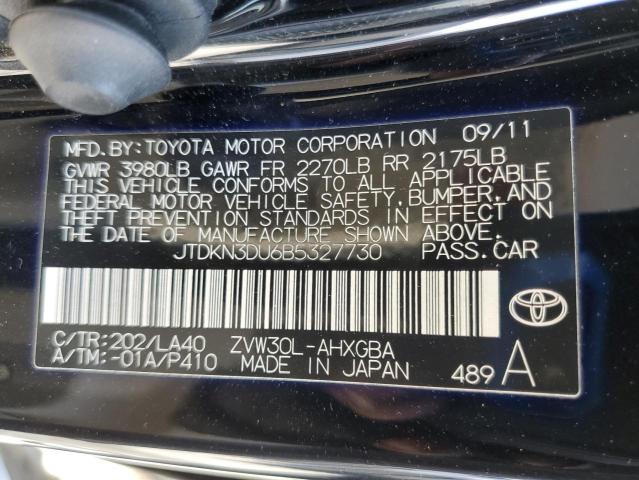 MFD.BY:TOYOTA MOTOR CORPORATION 09/11
GVWR 3980LB GAWR FR 2270LB RR 2175LB
THIS VEHICLE CONFORMS TO ALL APPLICABLE
FEDERAL MOTOR VEHICLE SAFETY,BUMPER,AND
THEFT PREVENTION STANDARDS IN EFFECT ON
THE DATE OF MANUFACTURE SHOWN ABOVE.
JTDKN3DU6B5327730 PASS.CAR
C/TR:202/LA40 ZVW30L-AHXGBA
A/TM:-01A/P410 MADE IN JAPAN 489 A